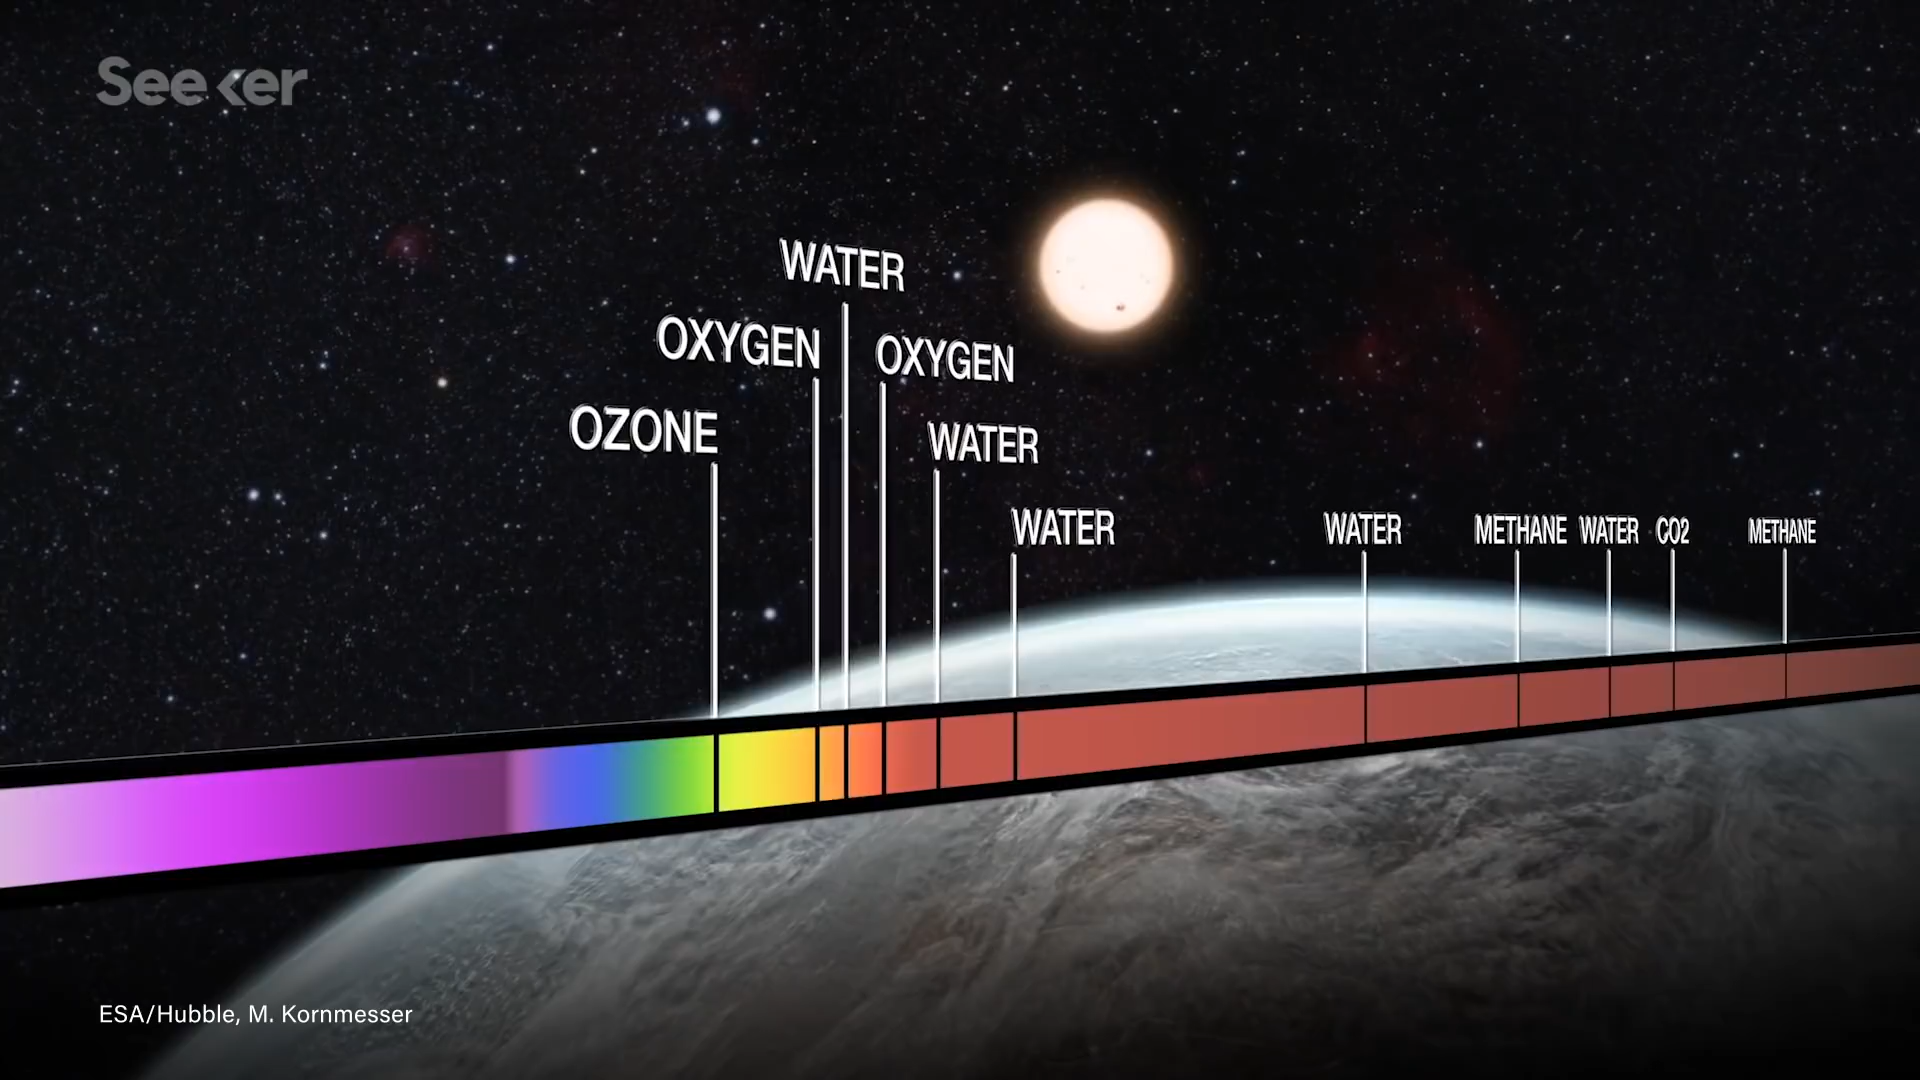 Seeker
WATER
OXYGEN
OXYGEN
OZONE
WATER
WATER
WATER
METHANE
WATER
CO2
METHANE
ESA/Hubble, M. Kornmesser